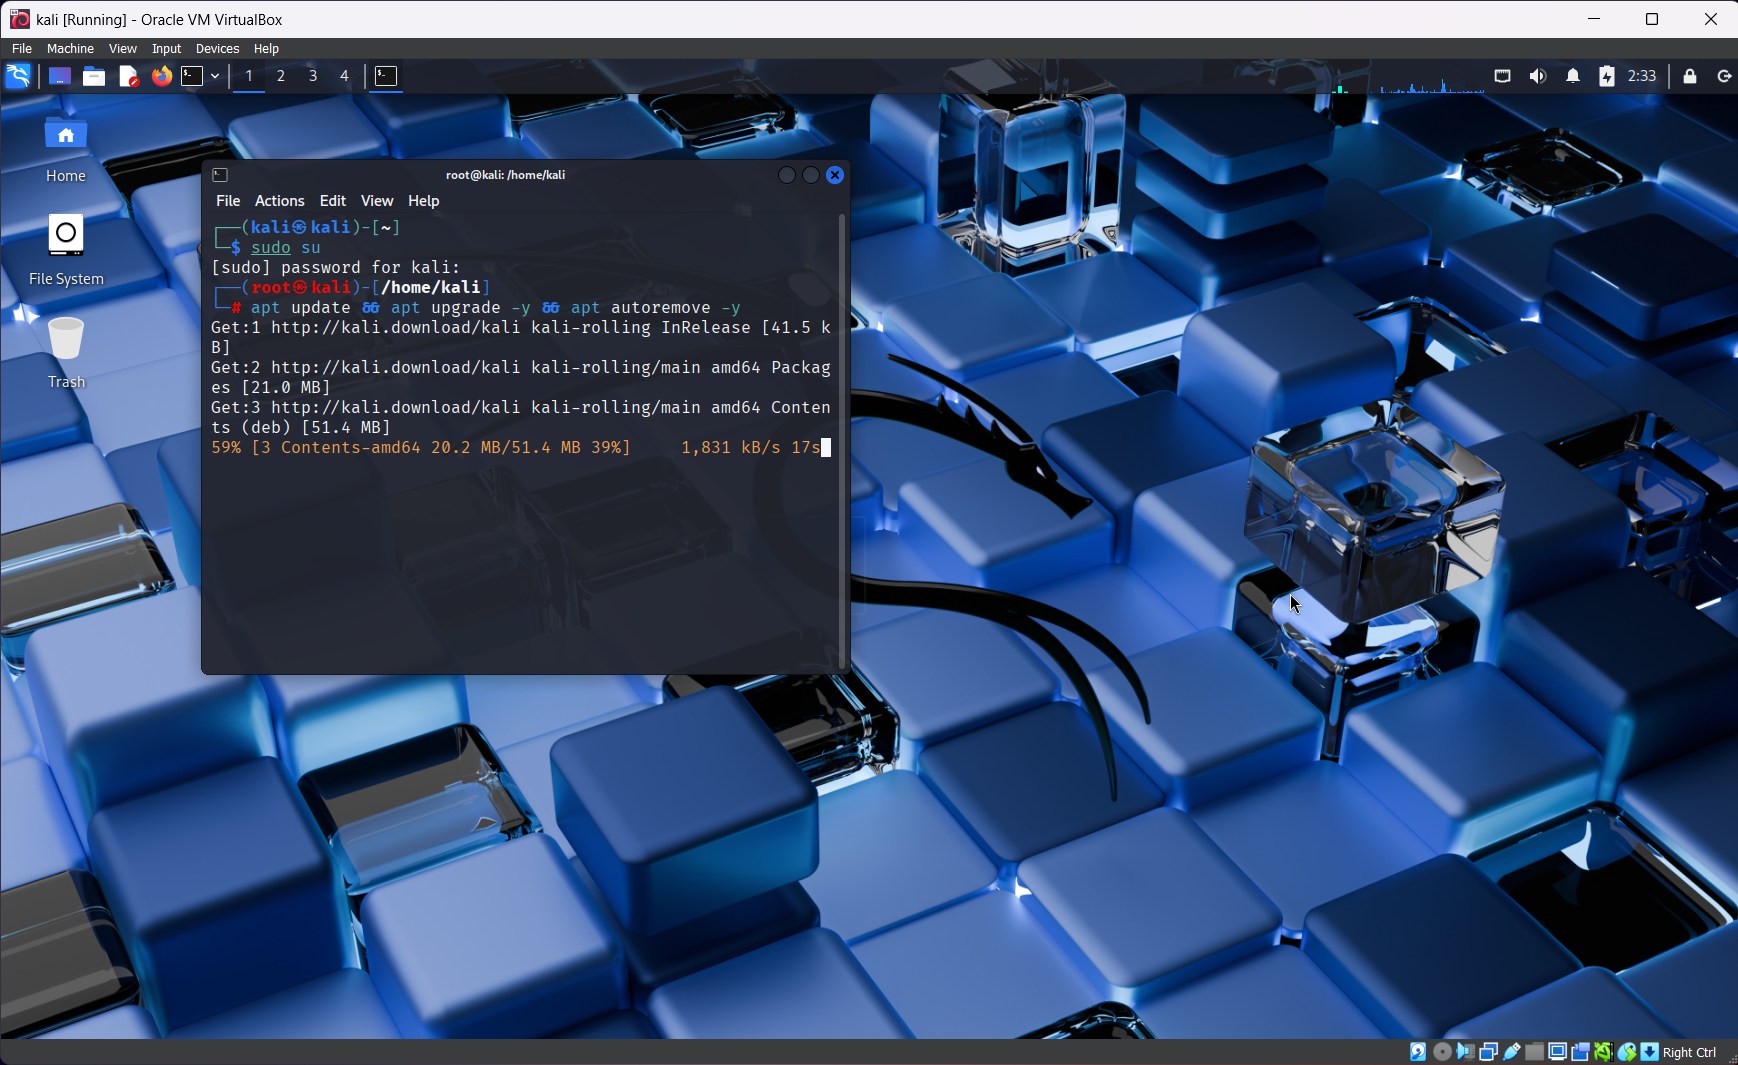 kali [Running] - Oracle VM VirtualBox
File Machine View Input Devices Help
1 2 3 4
2:33
Home
File System
Trash
root@kali: /home/kali
File Actions Edit View Help
┌──(kali㉿kali)-[~]
└─$ sudo su
[sudo] password for kali:
┌──(root㉿kali)-[/home/kali]
└─# apt update && apt upgrade -y && apt autoremove -y
Get:1 http://kali.download/kali kali-rolling InRelease [41.5 k
B]
Get:2 http://kali.download/kali kali-rolling/main amd64 Packag
es [21.0 MB]
Get:3 http://kali.download/kali kali-rolling/main amd64 Conten
ts (deb) [51.4 MB]
59% [3 Contents-amd64 20.2 MB/51.4 MB 39%] 1,831 kB/s 17s
Right Ctrl